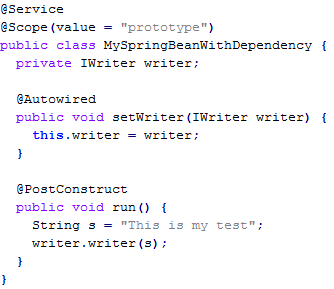 @Service
@Scope(value = "prototype")
public class MySpringBeanWithDependency {
  private IWriter writer;

  @Autowired
  public void setWriter(IWriter writer) {
    this.writer = writer;
  }

  @PostConstruct
  public void run() {
    String s = "This is my test";
    writer.writer(s);
  }
}